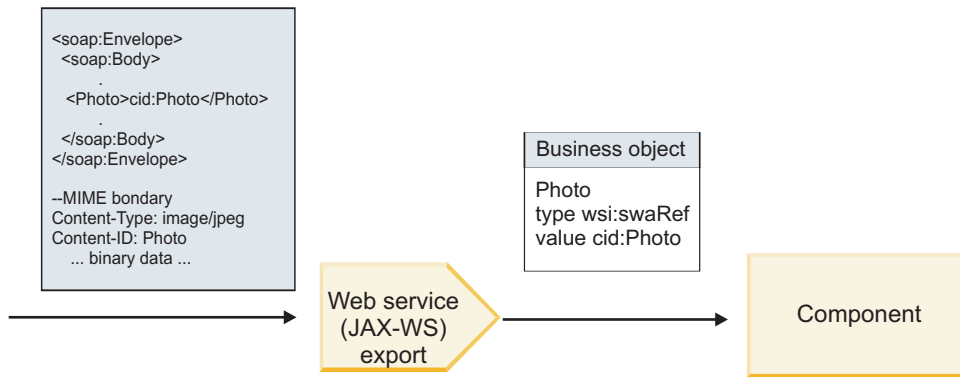 <soap:Envelope>
<soap:Body>
.
<Photo>cid:Photo</Photo>
.
</soap:Body>
</soap:Envelope>
--MIME bondary
Content-Type: image/jpeg
Content-ID: Photo
... binary data ...
Business object
Photo
type wsi:swaRef
value cid:Photo
Web service
(JAX-WS)
export
Component